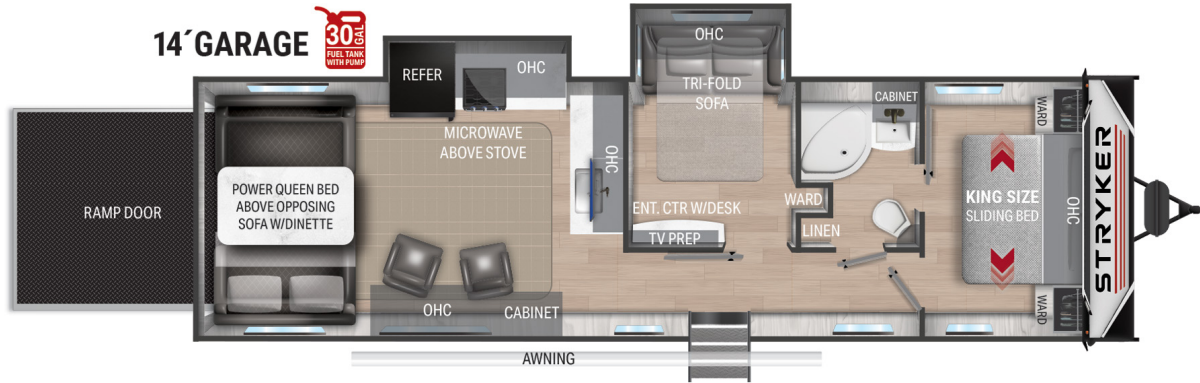 14´GARAGE
30 GAL
FUEL TANK
WITH PUMP
REFER
OHC
MICROWAVE
ABOVE STOVE
OHC
OHC
TRI-FOLD
SOFA
CABINET
WARD
RAMP DOOR
POWER QUEEN BED
ABOVE OPPOSING
SOFA W/DINETTE
ENT. CTR W/DESK
TV PREP
WARD
LINEN
KING SIZE
SLIDING BED
OHC
STRYKER
WARD
OHC
CABINET
AWNING